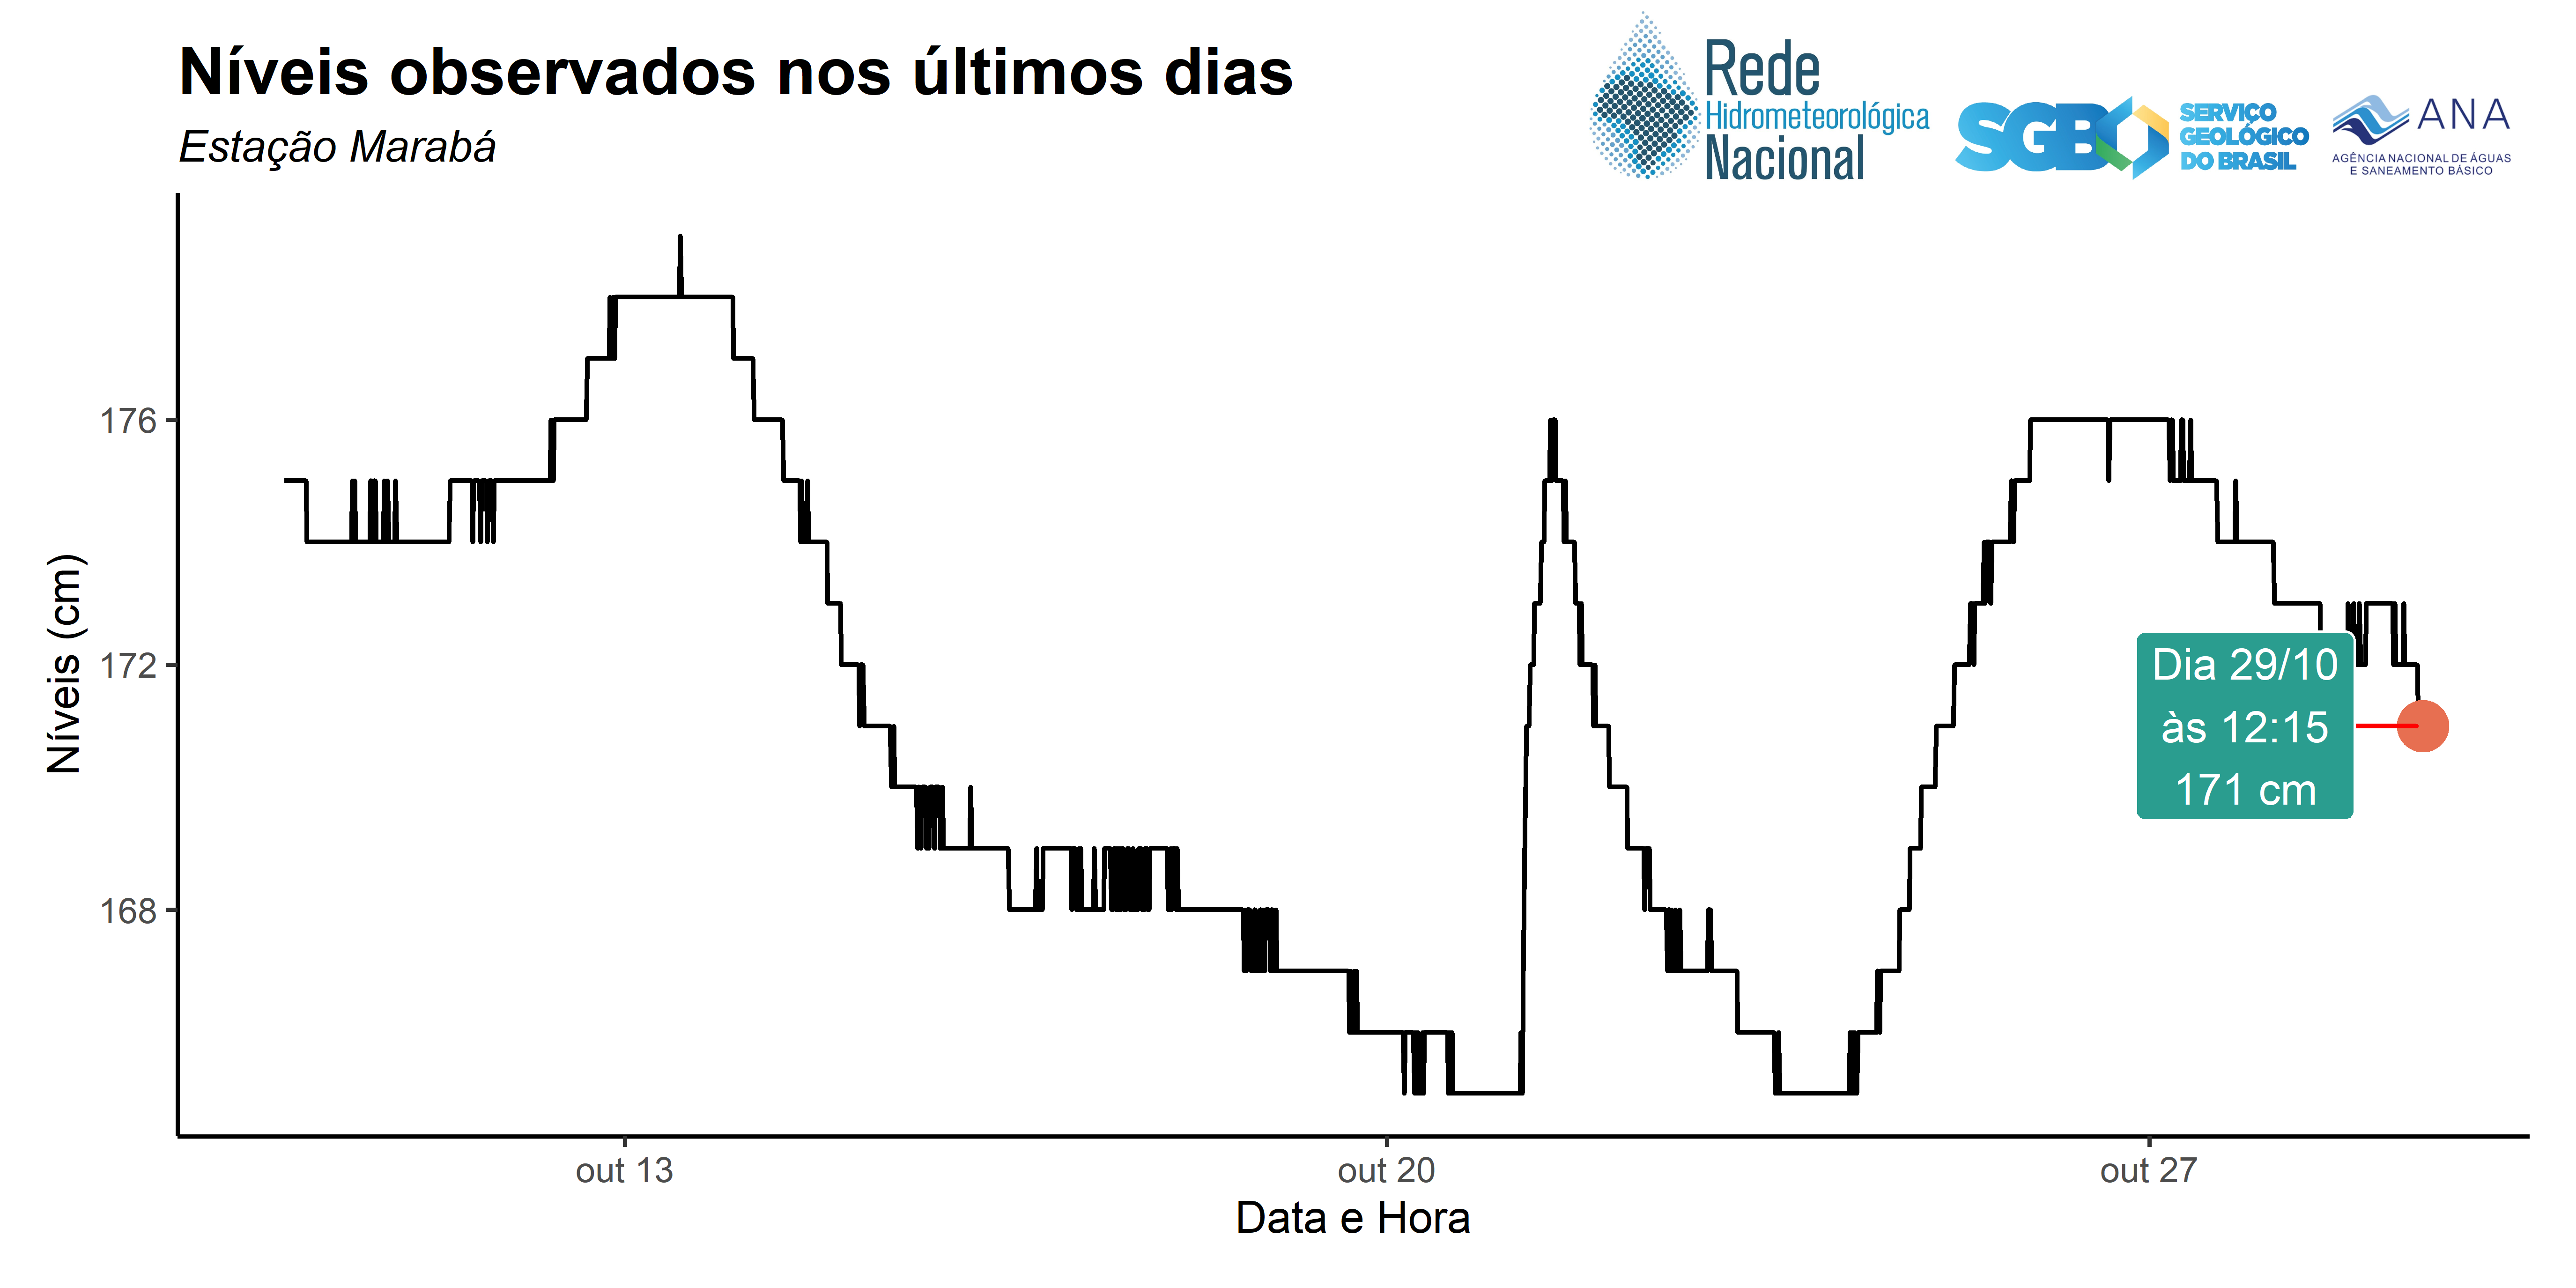 Níveis observados nos últimos dias
Estação Marabá
Rede
Hidrometeorológica
Nacional
SGB
SERVIÇO
GEOLÓGICO
DO BRASIL
ANA
AGÊNCIA NACIONAL DE ÁGUAS
E SANEAMENTO BÁSICO
Níveis (cm)
176
172
168
Dia 29/10
às 12:15
171 cm
out 13
out 20
out 27
Data e Hora